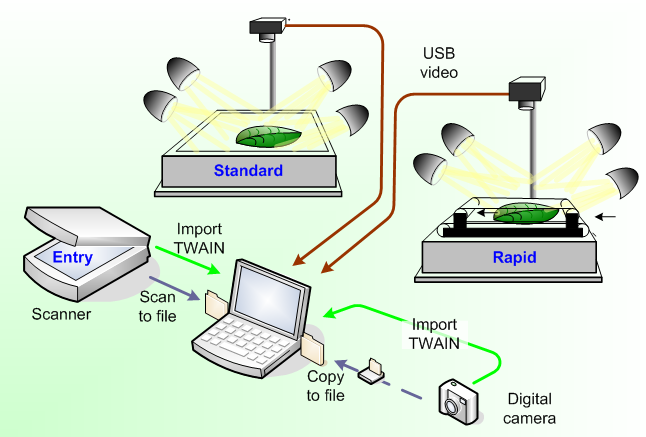 USB
video
Standard
Rapid
Import
TWAIN
Entry
Scanner
Scan
to file
Import
TWAIN
Copy
to file
Digital
camera